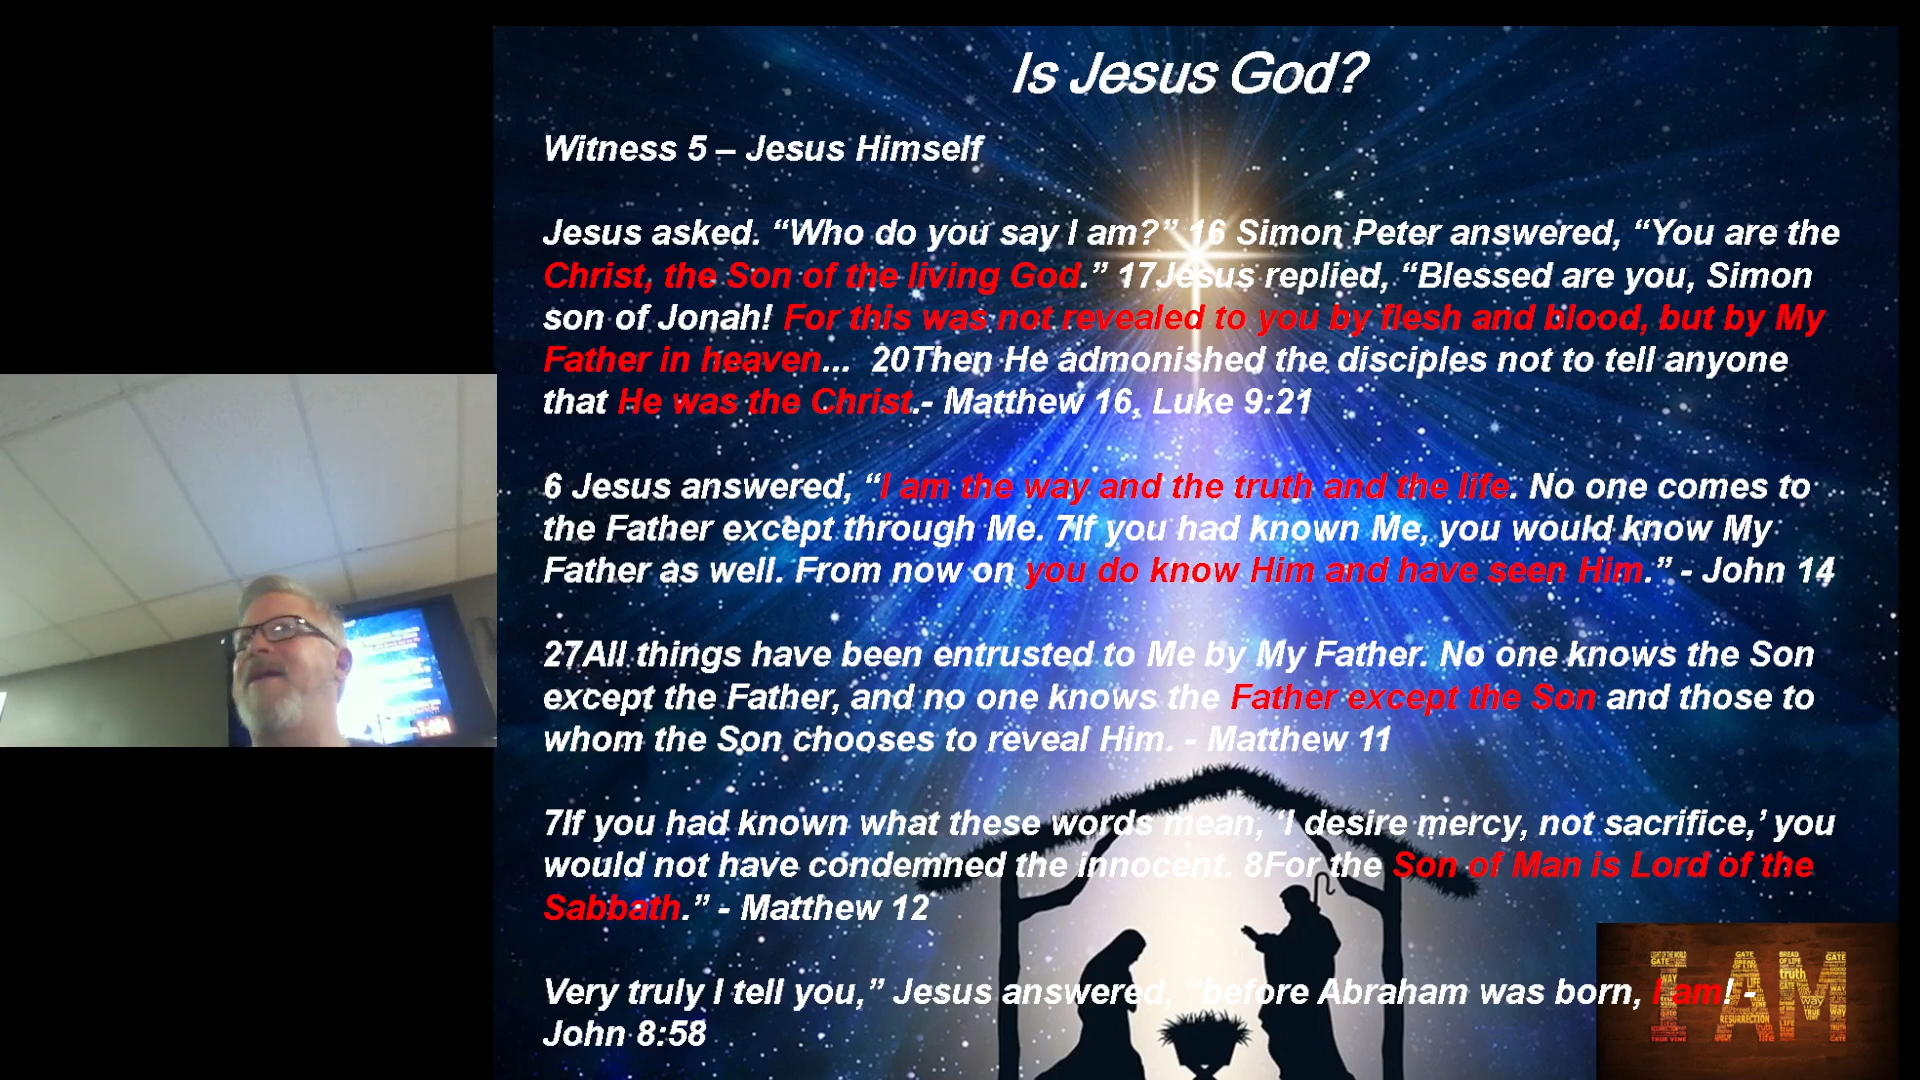 Is Jesus God?
Witness 5 – Jesus Himself
Jesus asked. “Who do you say I am?” 16 Simon Peter answered, “You are the
Christ, the Son of the living God.” 17Jesus replied, “Blessed are you, Simon
son of Jonah! For this was not revealed to you by flesh and blood, but by My
Father in heaven... 20Then He admonished the disciples not to tell anyone
that He was the Christ.- Matthew 16, Luke 9:21
6 Jesus answered, “I am the way and the truth and the life. No one comes to
the Father except through Me. 7If you had known Me, you would know My
Father as well. From now on you do know Him and have seen Him.” - John 14
27All things have been entrusted to Me by My Father. No one knows the Son
except the Father, and no one knows the Father except the Son and those to
whom the Son chooses to reveal Him. - Matthew 11
7If you had known what these words mean, ‘I desire mercy, not sacrifice,’ you
would not have condemned the innocent. 8For the Son of Man is Lord of the
Sabbath.” - Matthew 12
Very truly I tell you,” Jesus answered, “before Abraham was born, I am! -
John 8:58
I AM